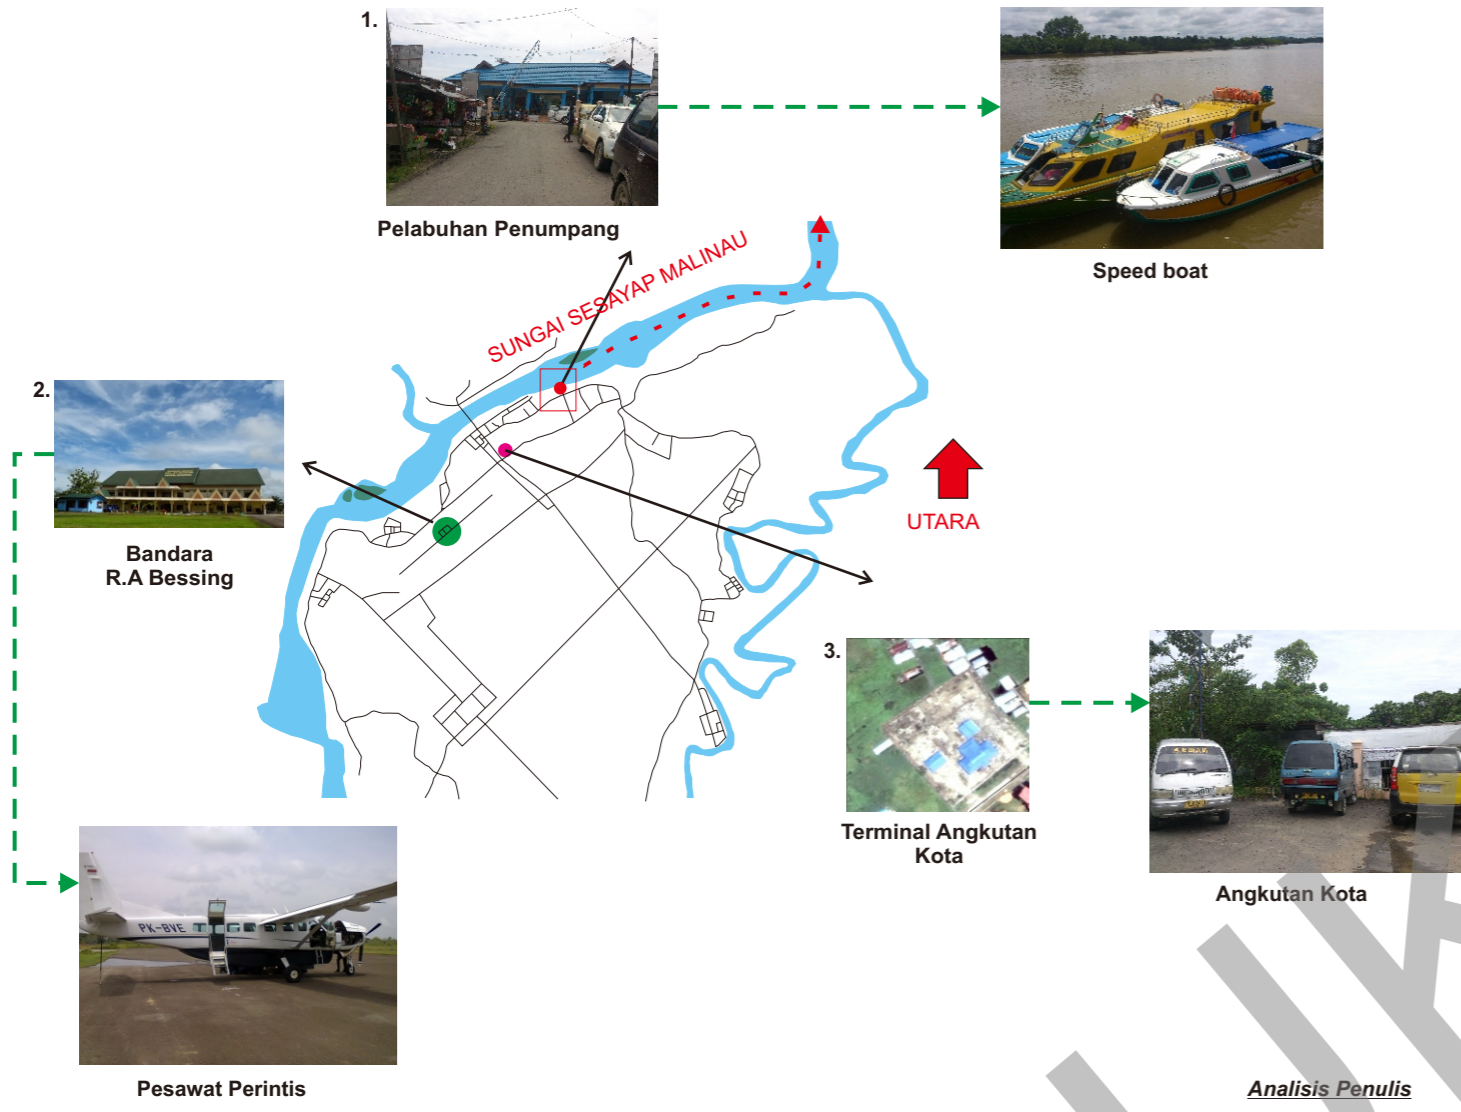 1.
Pelabuhan Penumpang
Speed boat
SUNGAI SESAYAP MALINAU
2.
Bandara
R.A Bessing
UTARA
3.
Terminal Angkutan
Kota
Angkutan Kota
PK-BVE
Pesawat Perintis
Analisis Penulis